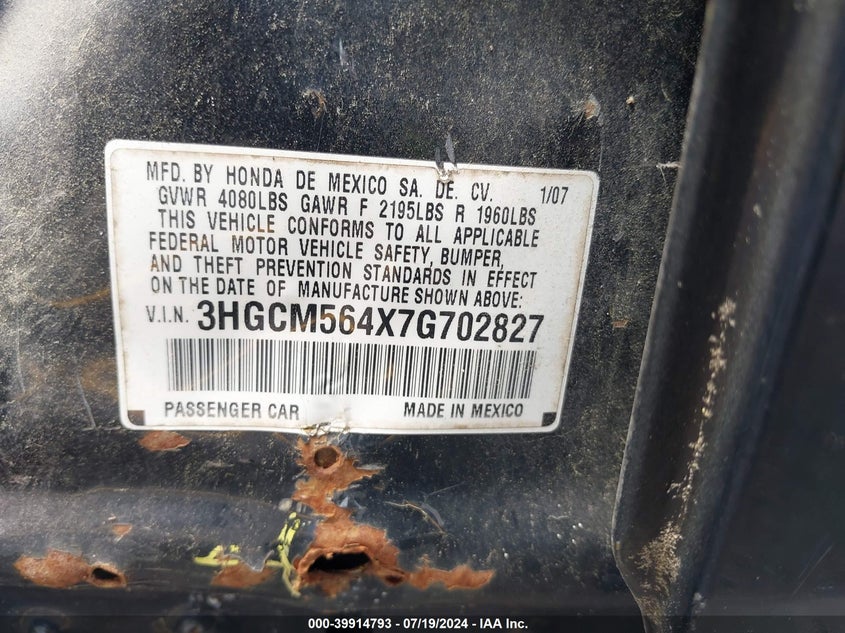 MFD. BY HONDA DE MEXICO SA. DE. CV. 1/07
GVWR 4080LBS GAWR F 2195LBS R 1960LBS
THIS VEHICLE CONFORMS TO ALL APPLICABLE
FEDERAL MOTOR VEHICLE SAFETY, BUMPER,
AND THEFT PREVENTION STANDARDS IN EFFECT
ON THE DATE OF MANUFACTURE SHOWN ABOVE:
V.I.N. 3HGCM564X7G702827
PASSENGER CAR MADE IN MEXICO
000-39914793 // 07/19/2024 - IAA Inc.